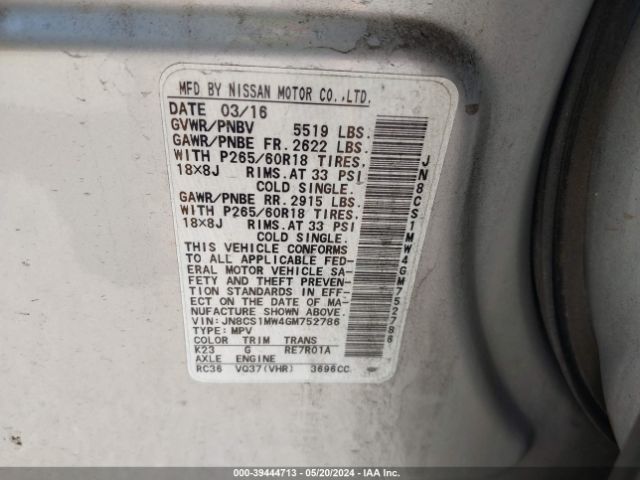 MFD BY NISSAN MOTOR CO.,LTD.
DATE 03/16
GVWR/PNBV 5519 LBS.
GAWR/PNBE FR. 2622 LBS.
WITH P265/60R18 TIRES,
18X8J RIMS.AT 33 PSI
COLD SINGLE.
GAWR/PNBE RR. 2915 LBS.
WITH P265/60R18 TIRES,
18X8J RIMS.AT 33 PSI
COLD SINGLE.
THIS VEHICLE CONFORMS
TO ALL APPLICABLE FED-
ERAL MOTOR VEHICLE SA-
FETY AND THEFT PREVEN-
TION STANDARDS IN EFF-
ECT ON THE DATE OF MA-
NUFACTURE SHOWN ABOVE.
VIN: JN8CS1MW4GM752786
TYPE: MPV
COLOR TRIM TRANS
K23 G RE7R01A
AXLE ENGINE
RC36 VQ37(VHR) 3696CC
JN8CS1MW4GM752786
000-39444713 - 05/20/2024 - IAA Inc.